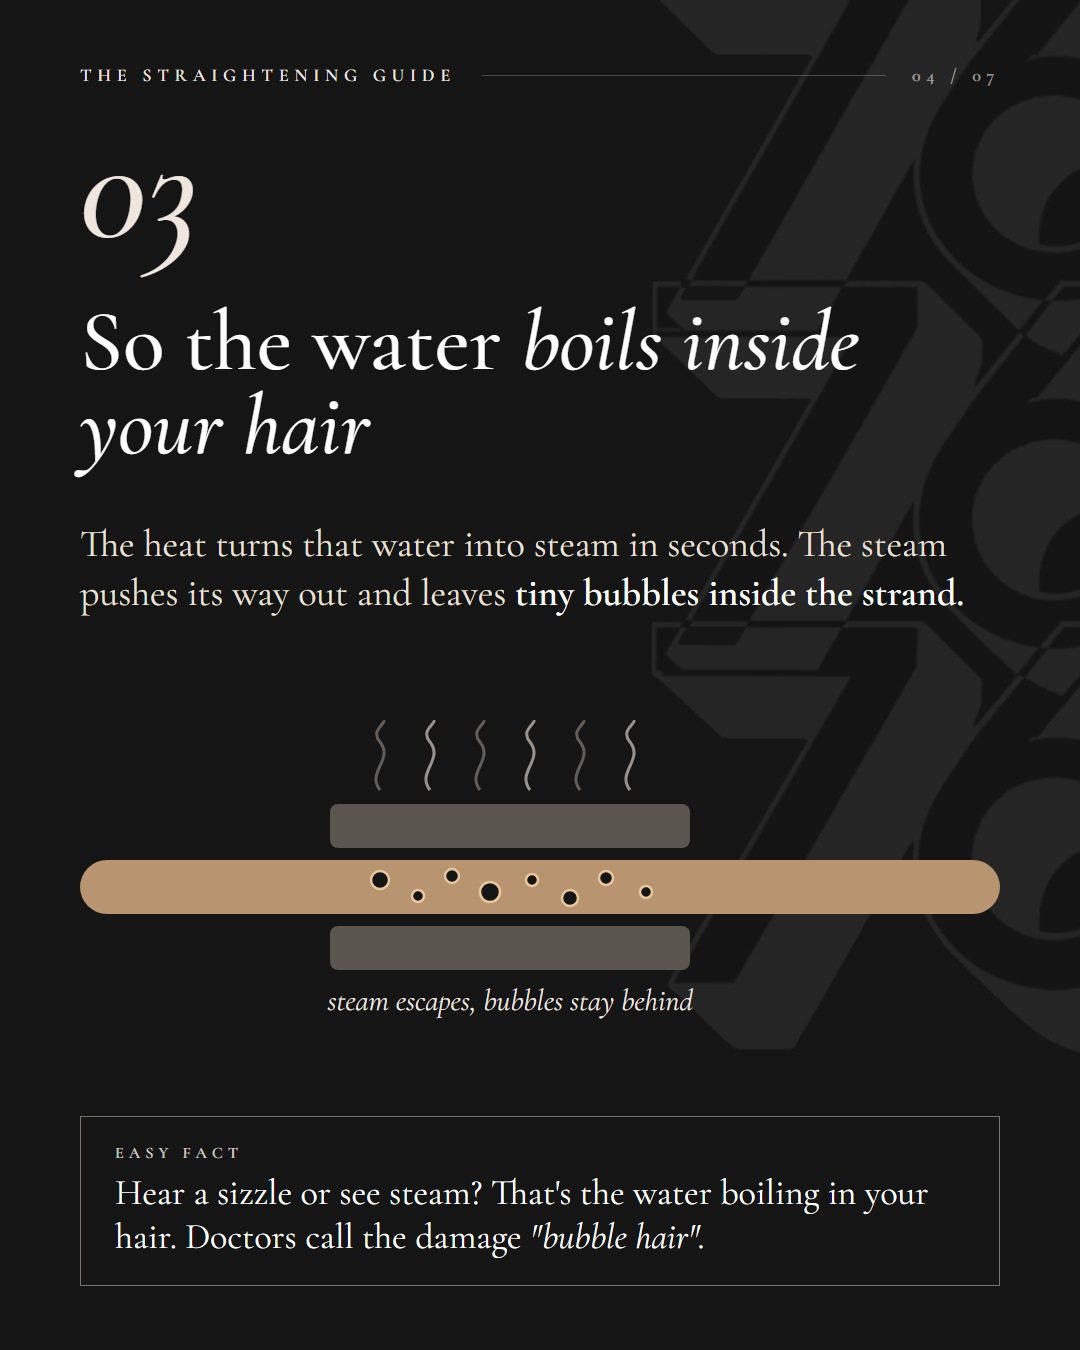 THE STRAIGHTENING GUIDE
04 / 07
03
So the water boils inside
your hair
The heat turns that water into steam in seconds. The steam
pushes its way out and leaves tiny bubbles inside the strand.
steam escapes, bubbles stay behind
EASY FACT
Hear a sizzle or see steam? That's the water boiling in your
hair. Doctors call the damage "bubble hair".